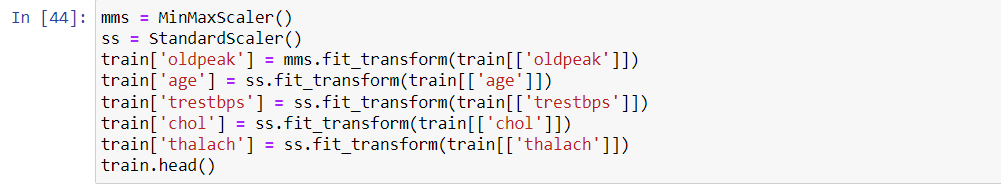 In [44]: mms = MinMaxScaler()
ss = StandardScaler()
train['oldpeak'] = mms.fit_transform(train[['oldpeak']])
train['age'] = ss.fit_transform(train[['age']])
train['trestbps'] = ss.fit_transform(train[['trestbps']])
train['chol'] = ss.fit_transform(train[['chol']])
train['thalach'] = ss.fit_transform(train[['thalach']])
train.head()